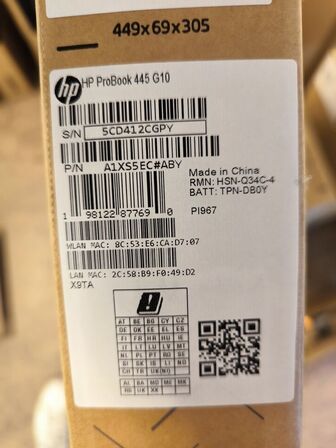 449x69x305
hp HP ProBook 445 G10
S/N 5CD412CGPY
P/N A1XS5EC#ABY
Made in China
RMN: HSN-Q34C-4
BATT: TPN-DB0Y
1 98122 87769 0
PI967
WLAN MAC: 8C:53:E6:CA:D7:07
LAN MAC: 2C:58:B9:F0:49:D2
X9TA
AT BE BG CY CZ
DE DK EE EL ES
FI FR HR HU IE
IS IT LI LT LU LV MT
NL PL PT RO SE
SI SK IS LI NO
CH TR UK(NI)
AL BA MD ME MK
RS UK XK